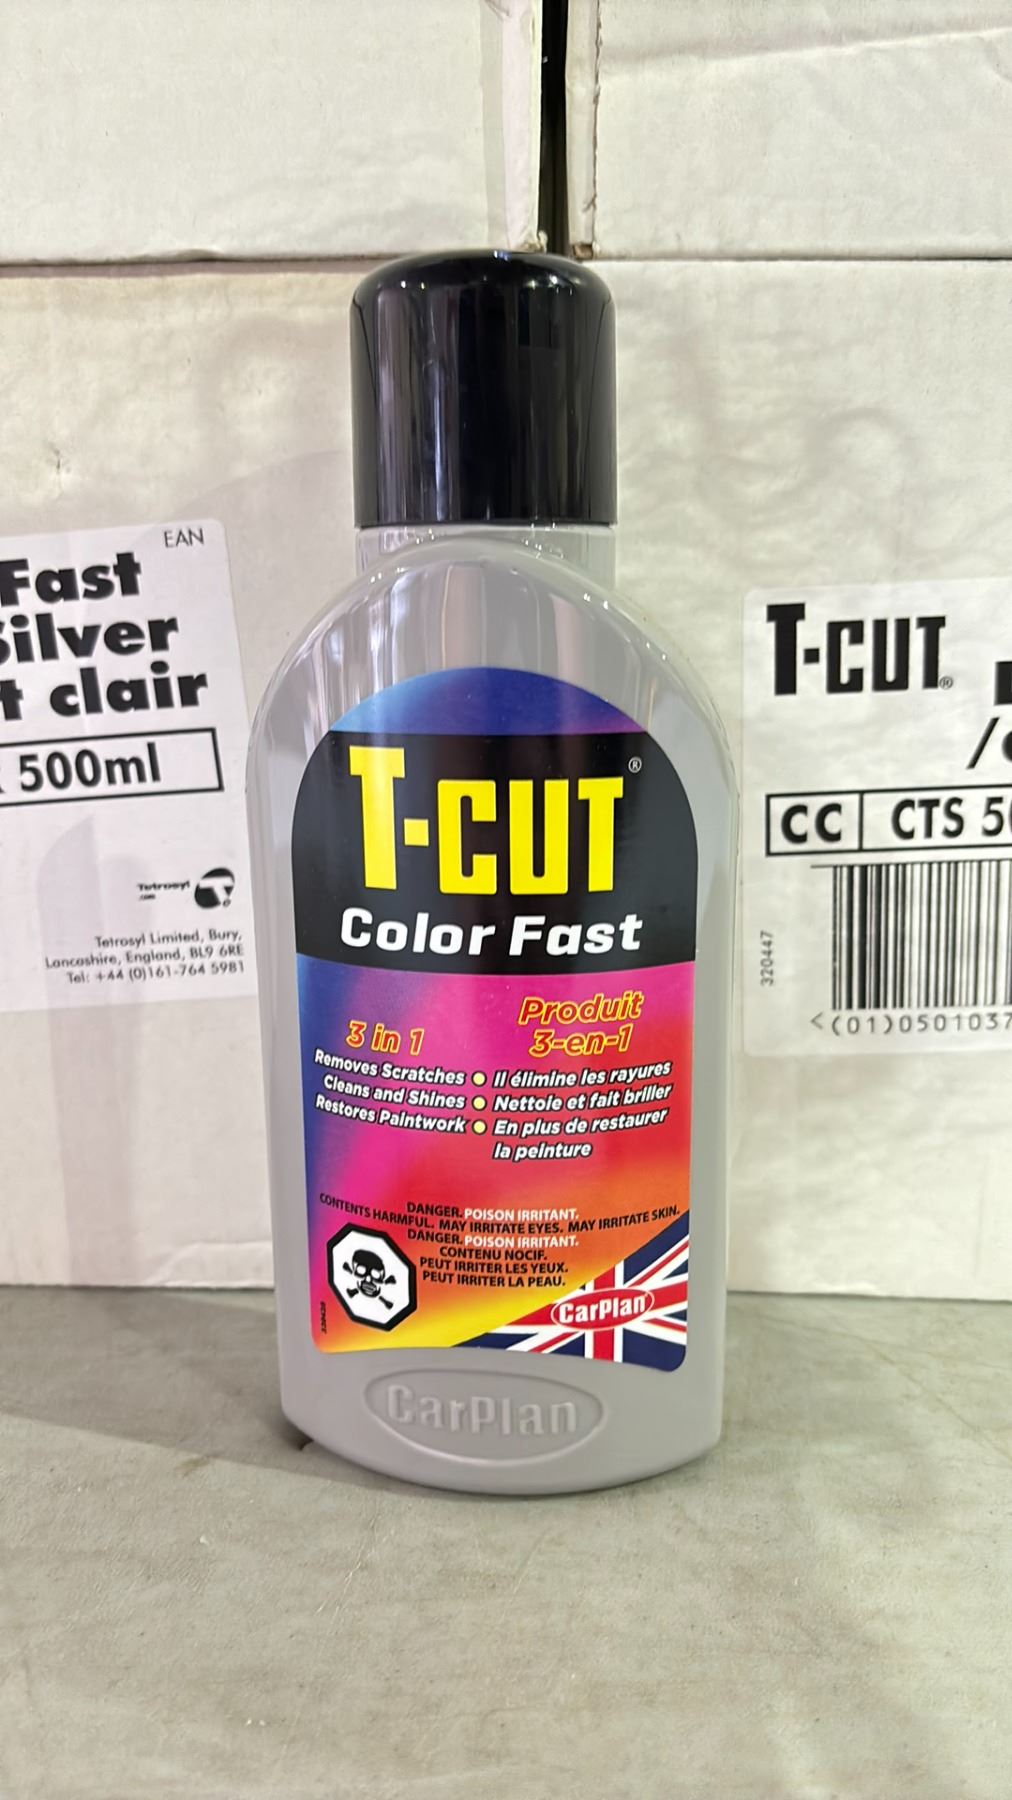 EAN
Fast
Silver
clair
500ml
Tetrosyl
.com
Tetrosyl Limited, Bury,
Lancashire, England, BL9 6RE
Tel: +44 (0)161-764 5981
T-CUT®
Color Fast
3 in 1
Removes Scratches
Cleans and Shines
Restores Paintwork
Produit
3-en-1
Il élimine les rayures
Nettoie et fait briller
En plus de restaurer
la peinture
DANGER. POISON IRRITANT.
CONTENTS HARMFUL. MAY IRRITATE EYES. MAY IRRITATE SKIN.
DANGER. POISON IRRITANT.
CONTENU NOCIF.
PEUT IRRITER LES YEUX.
PEUT IRRITER LA PEAU.
CarPlan
CarPlan
T-CUT®
CC CTS
320447
(01)0501037